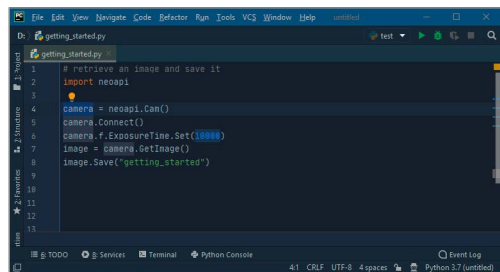 File Edit View Navigate Code Refactor Run Tools VCS Window Help untitled
D: getting_started.py test
getting_started.py
1: Project
2: Structure
2: Favorites
1 # retrieve an image and save it
2 import neoapi
3
4 camera = neoapi.Cam()
5 camera.Connect()
6 camera.f.ExposureTime.Set(10000)
7 image = camera.GetImage()
8 image.Save("getting_started")
9
10
11
12
13
6: TODO 8: Services Terminal Python Console Event Log
4:1 CRLF UTF-8 4 spaces Python 3.7 (untitled)